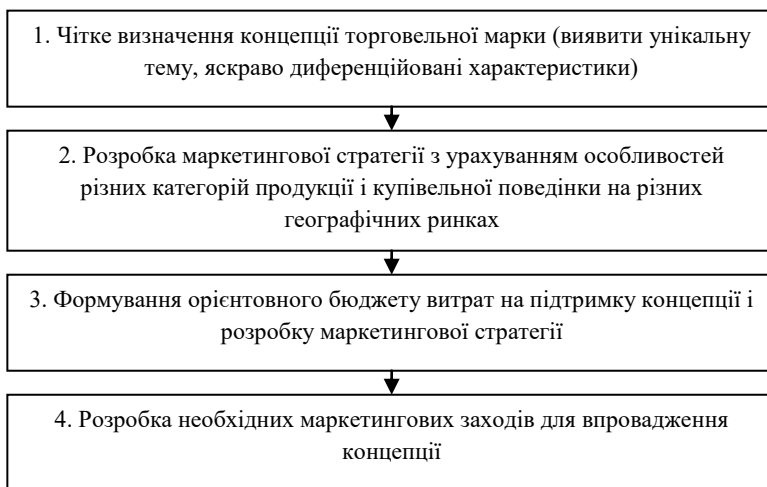 1. Чітке визначення концепції торговельної марки (виявити унікальну
тему, яскраво диференційовані характеристики)
2. Розробка маркетингової стратегії з урахуванням особливостей
різних категорій продукції і купівельної поведінки на різних
географічних ринках
3. Формування орієнтовного бюджету витрат на підтримку концепції і
розробку маркетингової стратегії
4. Розробка необхідних маркетингових заходів для впровадження
концепції